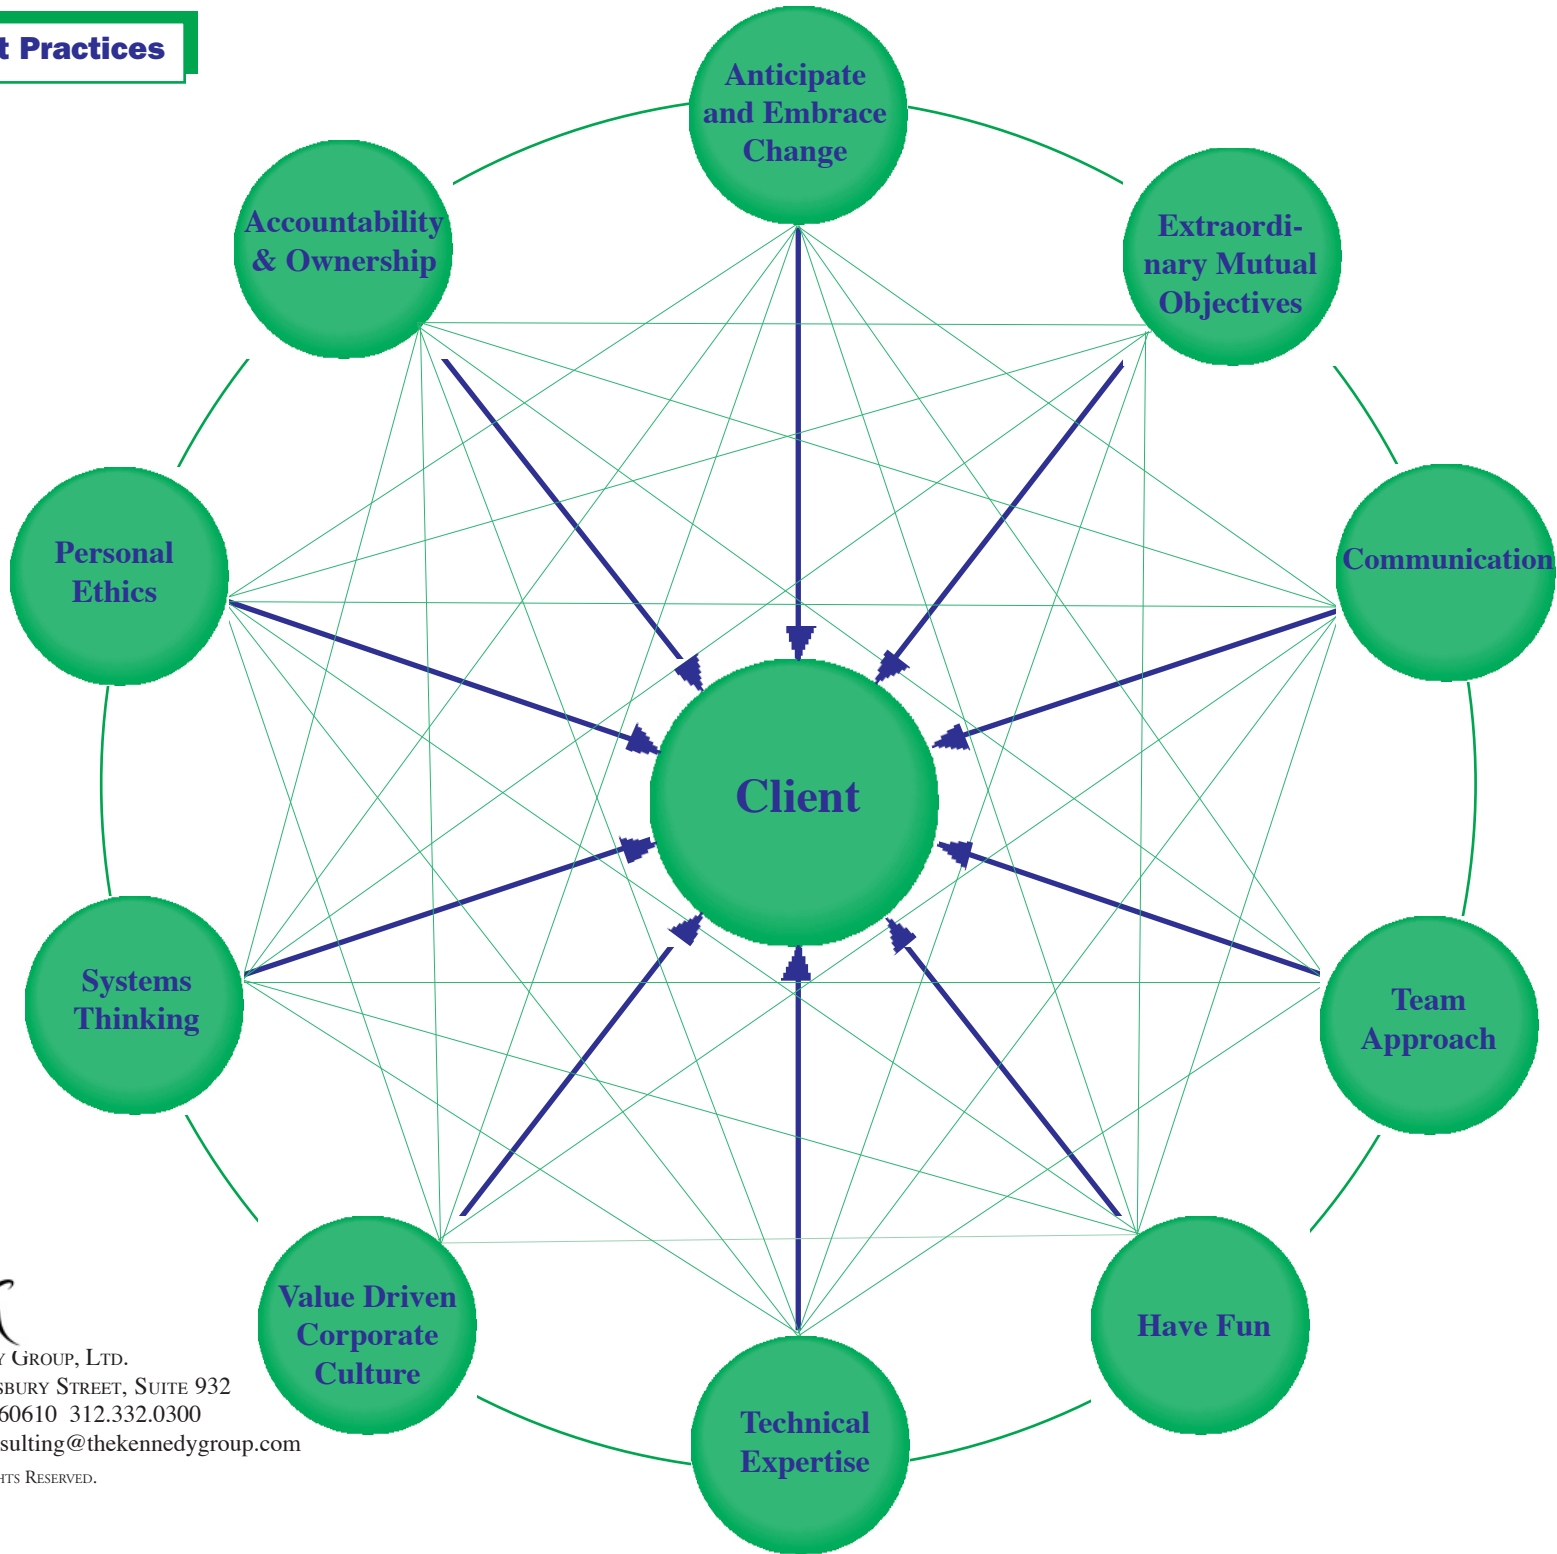 t Practices
Anticipate
and Embrace
Change
Accountability
& Ownership
Extraordi-
nary Mutual
Objectives
Personal
Ethics
Communication
Client
Systems
Thinking
Team
Approach
Value Driven
Corporate
Culture
Have Fun
Technical
Expertise
Y GROUP, LTD.
SBURY STREET, SUITE 932
60610 312.332.0300
sulting@thekennedygroup.com
HTS RESERVED.